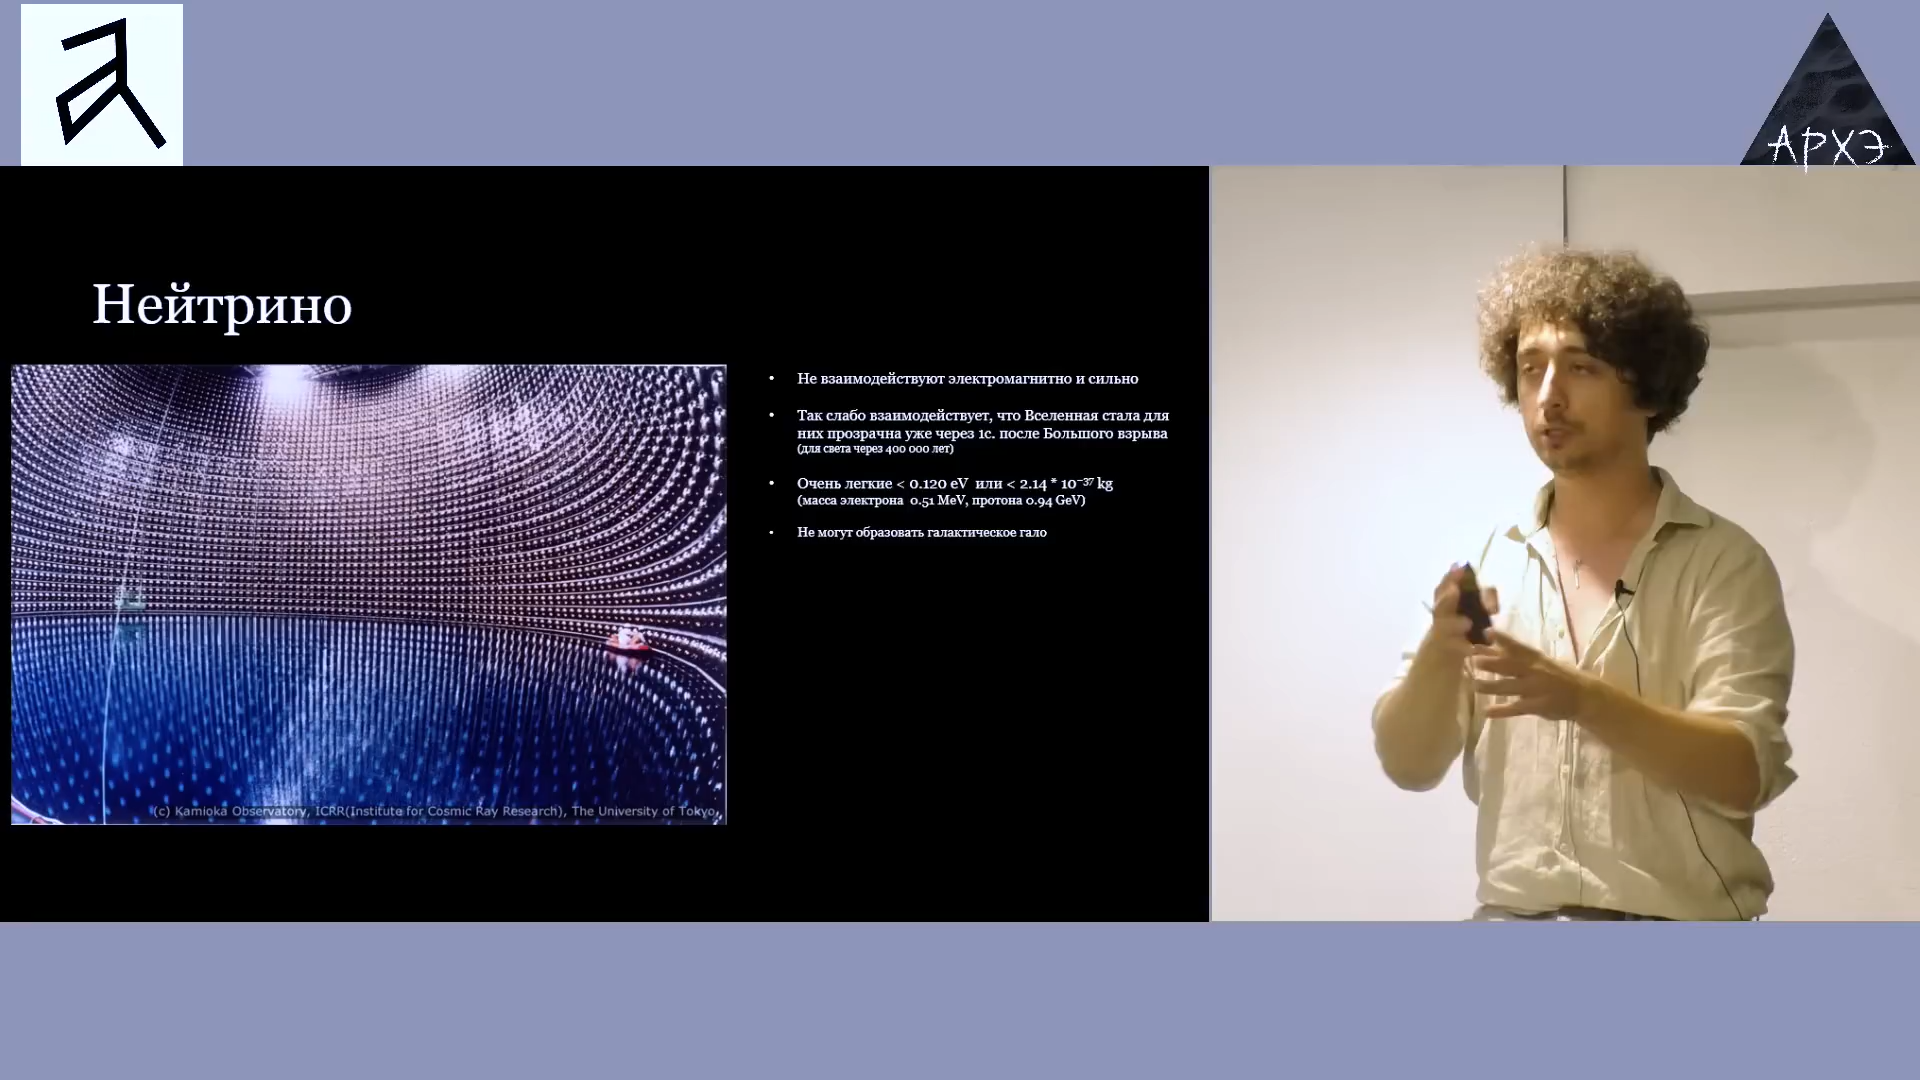 АРХЭ
Нейтрино
• Не взаимодействуют электромагнитно и сильно
• Так слабо взаимодействует, что Вселенная стала для
них прозрачна уже через 1с. после Большого взрыва
(для света через 400 000 лет)
• Очень легкие < 0.120 eV или < 2.14 * 10⁻³⁷ kg
(масса электрона 0.51 MeV, протона 0.94 GeV)
• Не могут образовать галактическое гало
(c) Kamioka Observatory, ICRR(Institute for Cosmic Ray Research), The University of Tokyo